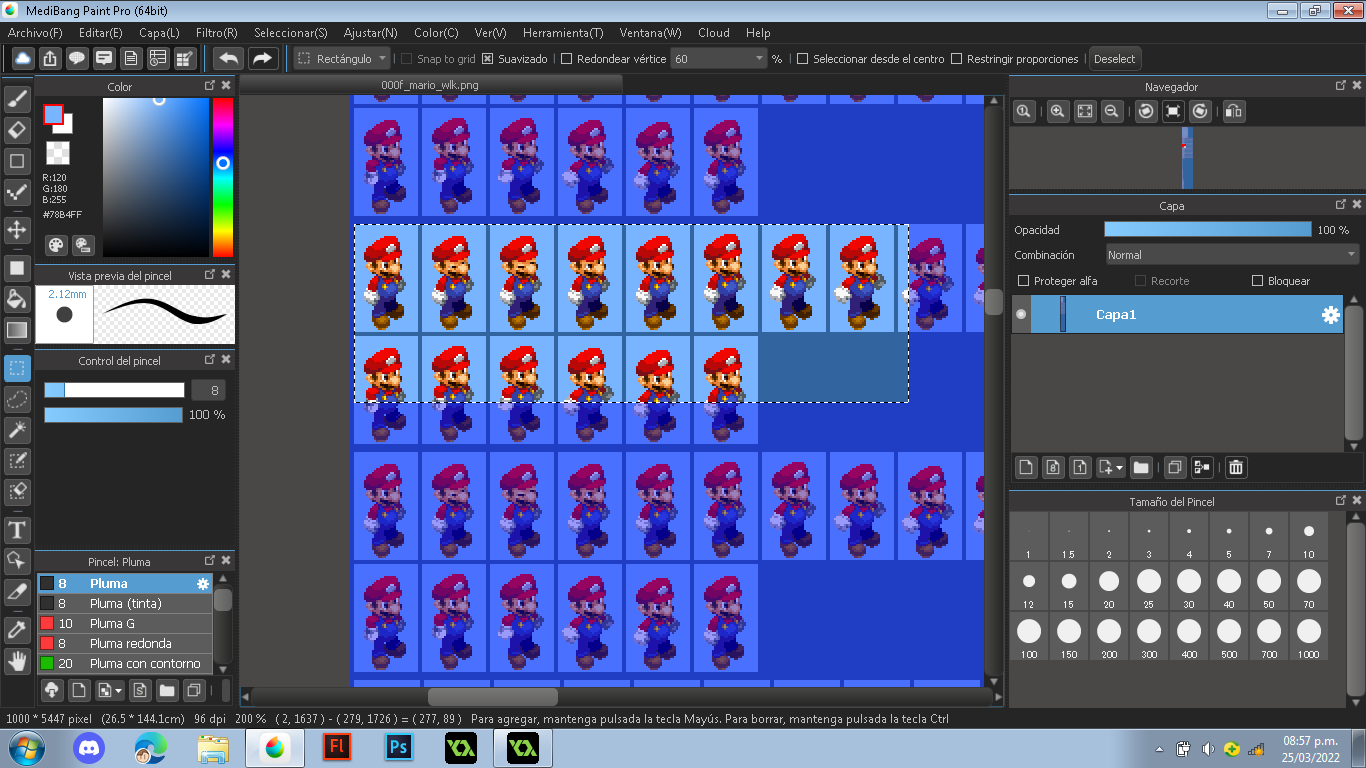 MediBang Paint Pro (64bit)
Archivo(F) Editar(E) Capa(L) Filtro(R) Seleccionar(S) Ajustar(N) Color(C) Ver(V) Herramienta(T) Ventana(W) Cloud Help
Rectángulo Snap to grid Suavizado Redondear vértice 60 % Seleccionar desde el centro Restringir proporciones Deselect
Color
000f_mario_wlk.png
R:120
G:180
B:255
#78B4FF
Vista previa del pincel
2.12mm
Control del pincel
8
100 %
Pincel: Pluma
8 Pluma
8 Pluma (tinta)
10 Pluma G
8 Pluma redonda
20 Pluma con contorno
Navegador
Capa
Opacidad 100 %
Combinación Normal
Proteger alfa Recorte Bloquear
Capa1
Tamaño del Pincel
1 1.5 2 3 4 5 7 10
12 15 20 25 30 40 50 70
100 150 200 300 400 500 700 1000
1000 * 5447 pixel (26.5 * 144.1cm) 96 dpi 200 % ( 2, 1637 ) - ( 279, 1726 ) = ( 277, 89 ) Para agregar, mantenga pulsada la tecla Mayús. Para borrar, mantenga pulsada la tecla Ctrl
Fl
Ps
08:57 p.m.
25/03/2022